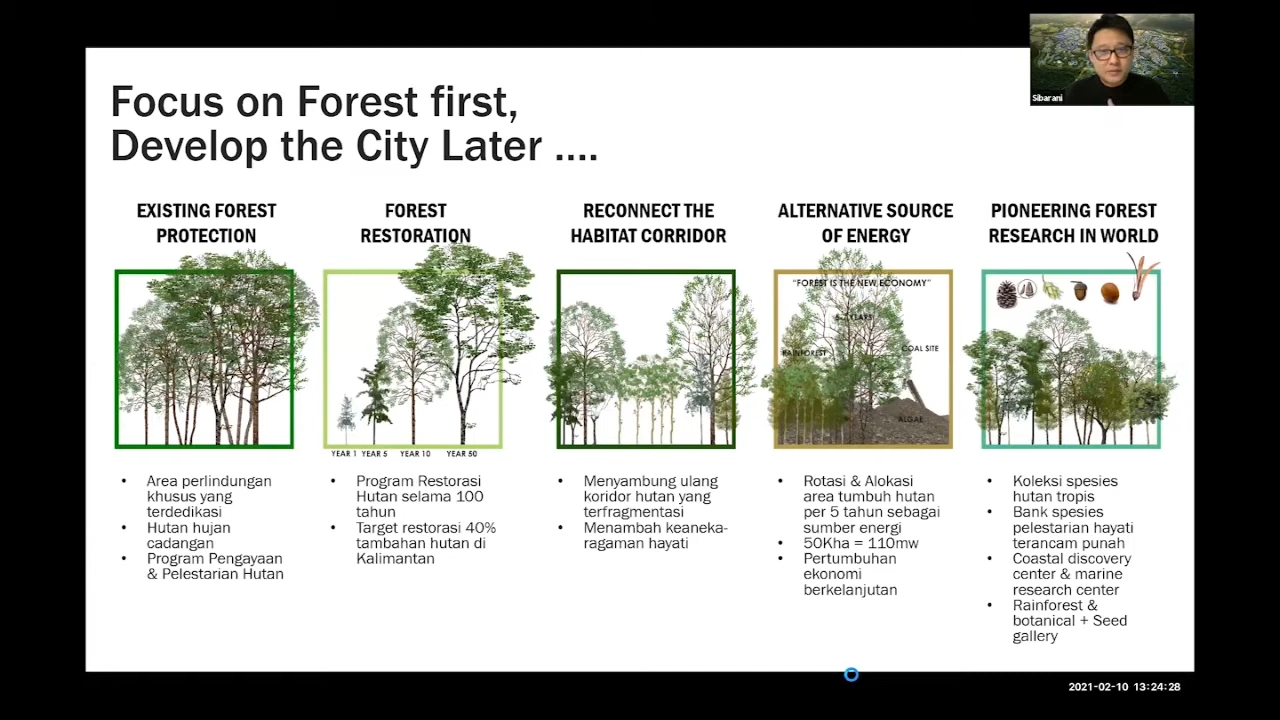 Focus on Forest first,
Develop the City Later ....
Sibarani
EXISTING FOREST
PROTECTION
Area perlindungan
khusus yang
terdedikasi
Hutan hujan
cadangan
Program Pengayaan
& Pelestarian Hutan
FOREST
RESTORATION
YEAR 1 YEAR 5 YEAR 10 YEAR 50
Program Restorasi
Hutan selama 100
tahun
Target restorasi 40%
tambahan hutan di
Kalimantan
RECONNECT THE
HABITAT CORRIDOR
Menyambung ulang
koridor hutan yang
terfragmentasi
Menambah keaneka-
ragaman hayati
ALTERNATIVE SOURCE
OF ENERGY
"FOREST IS THE NEW ECONOMY"
YEARS
RAINFOREST
COAL SITE
ALGAE
Rotasi & Alokasi
area tumbuh hutan
per 5 tahun sebagai
sumber energi
50Kha = 110mw
Pertumbuhan
ekonomi
berkelanjutan
PIONEERING FOREST
RESEARCH IN WORLD
Koleksi spesies
hutan tropis
Bank spesies
pelestarian hayati
terancam punah
Coastal discovery
center & marine
research center
Rainforest &
botanical + Seed
gallery
2021-02-10 13:24:28